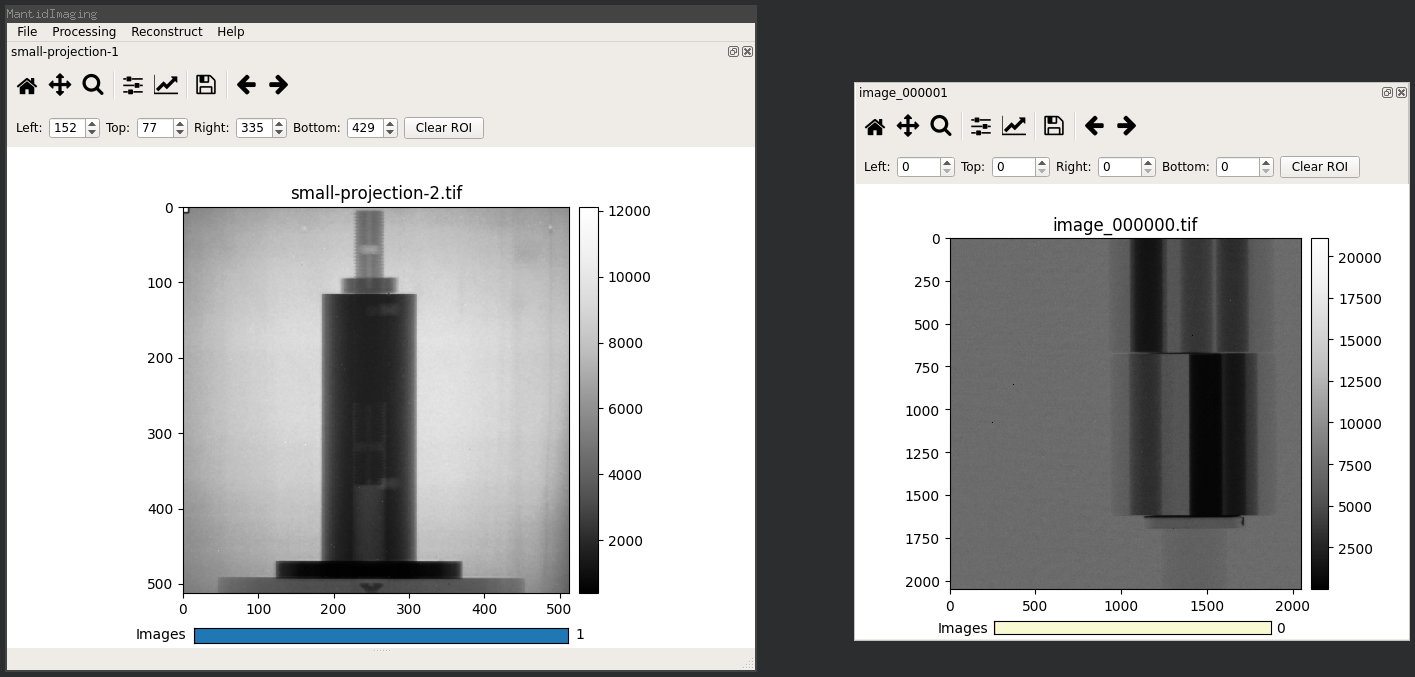 MantidImaging
File Processing Reconstruct Help
small-projection-1
Left: 152 Top: 77 Right: 335 Bottom: 429 Clear ROI
small-projection-2.tif
0
100
200
300
400
500
0 100 200 300 400 500
12000
10000
8000
6000
4000
2000
Images 1
image_000001
Left: 0 Top: 0 Right: 0 Bottom: 0 Clear ROI
image_000000.tif
0
250
500
750
1000
1250
1500
1750
2000
0 500 1000 1500 2000
20000
17500
15000
12500
10000
7500
5000
2500
Images 0